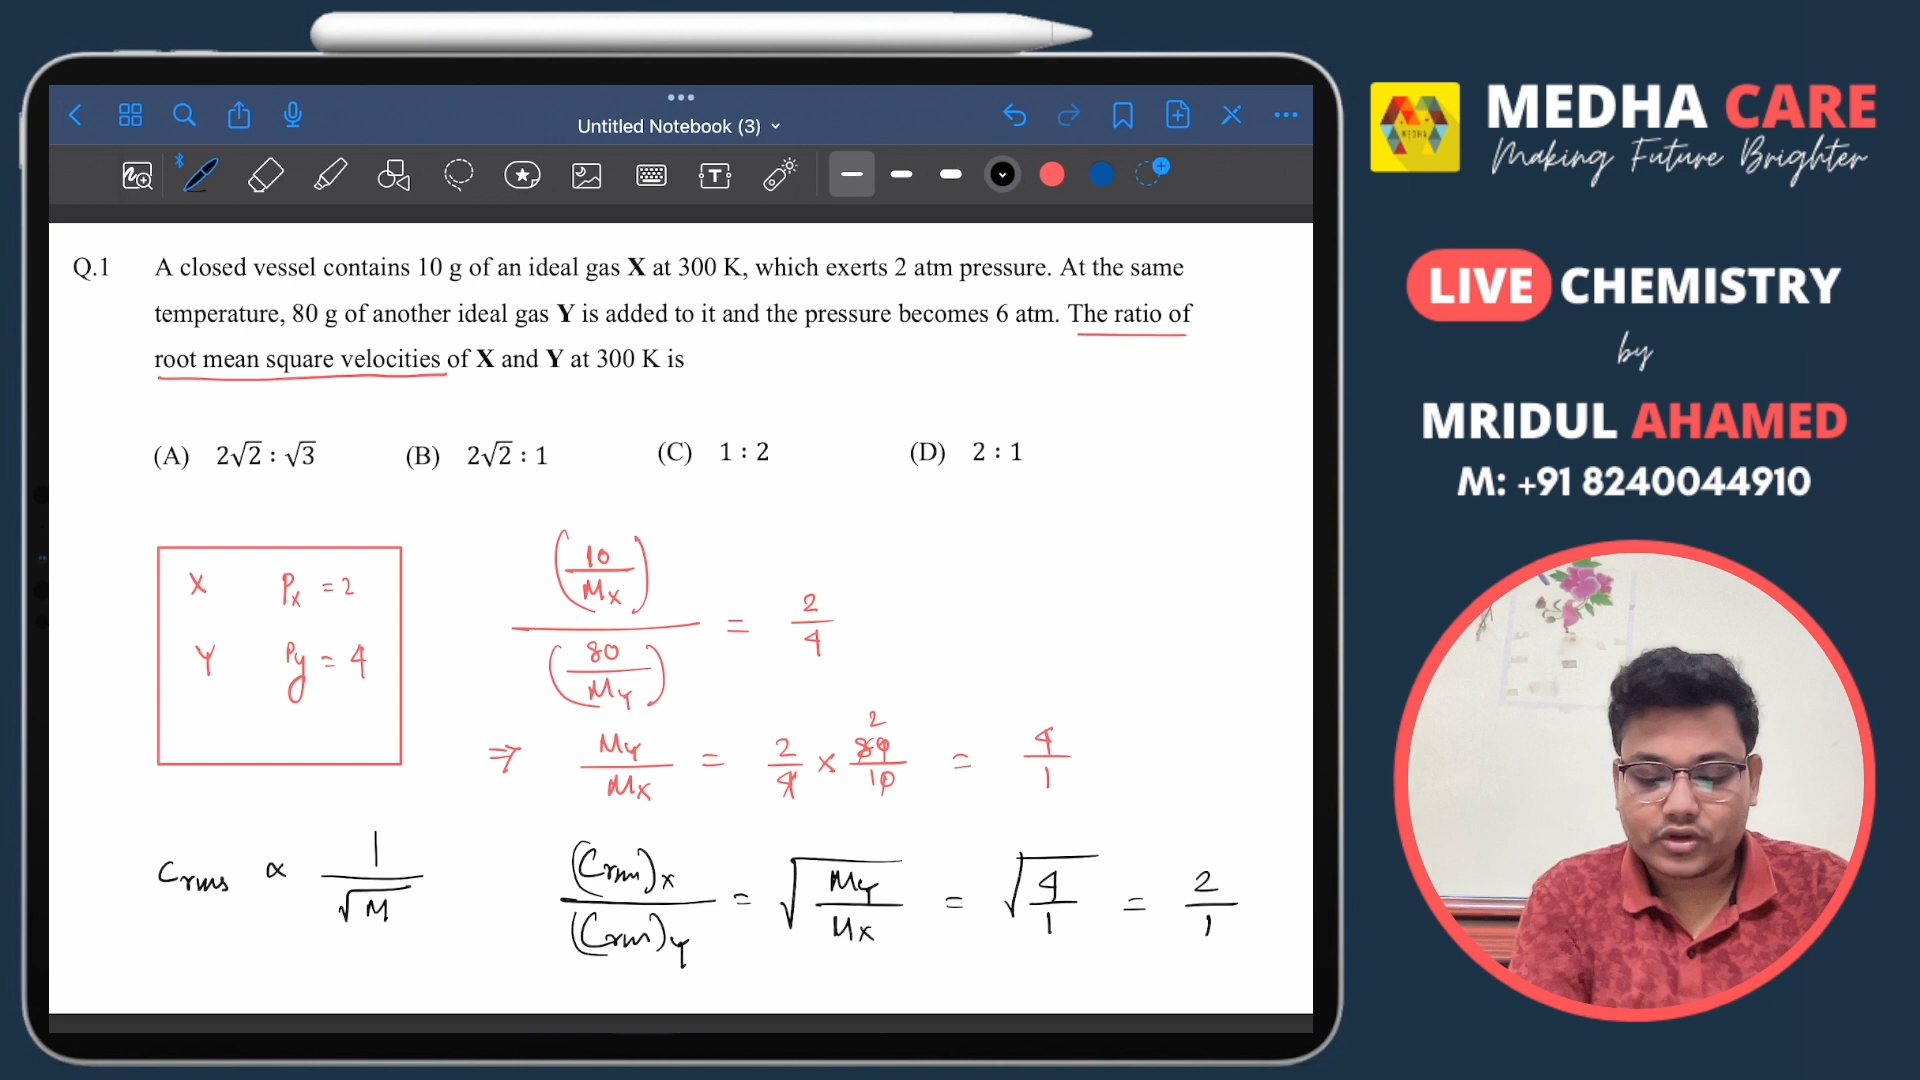 Untitled Notebook (3)
Q.1 A closed vessel contains 10 g of an ideal gas X at 300 K, which exerts 2 atm pressure. At the same
temperature, 80 g of another ideal gas Y is added to it and the pressure becomes 6 atm. The ratio of
root mean square velocities of X and Y at 300 K is
(A) 2√2 : √3 (B) 2√2 : 1 (C) 1 : 2 (D) 2 : 1
X Px = 2
Y Py = 4
(10/Mx) / (80/MY) = 2/4
⇒ MY/Mx = 2/4 × 80/10 = 4/1
2
Crms ∝ 1/√M
(Crms)x/(Crms)Y = √(MY/Mx) = √(4/1) = 2/1
MEDHA CARE
Making Future Brighter
MEDHA
LIVE CHEMISTRY
by
MRIDUL AHAMED
M: +91 8240044910